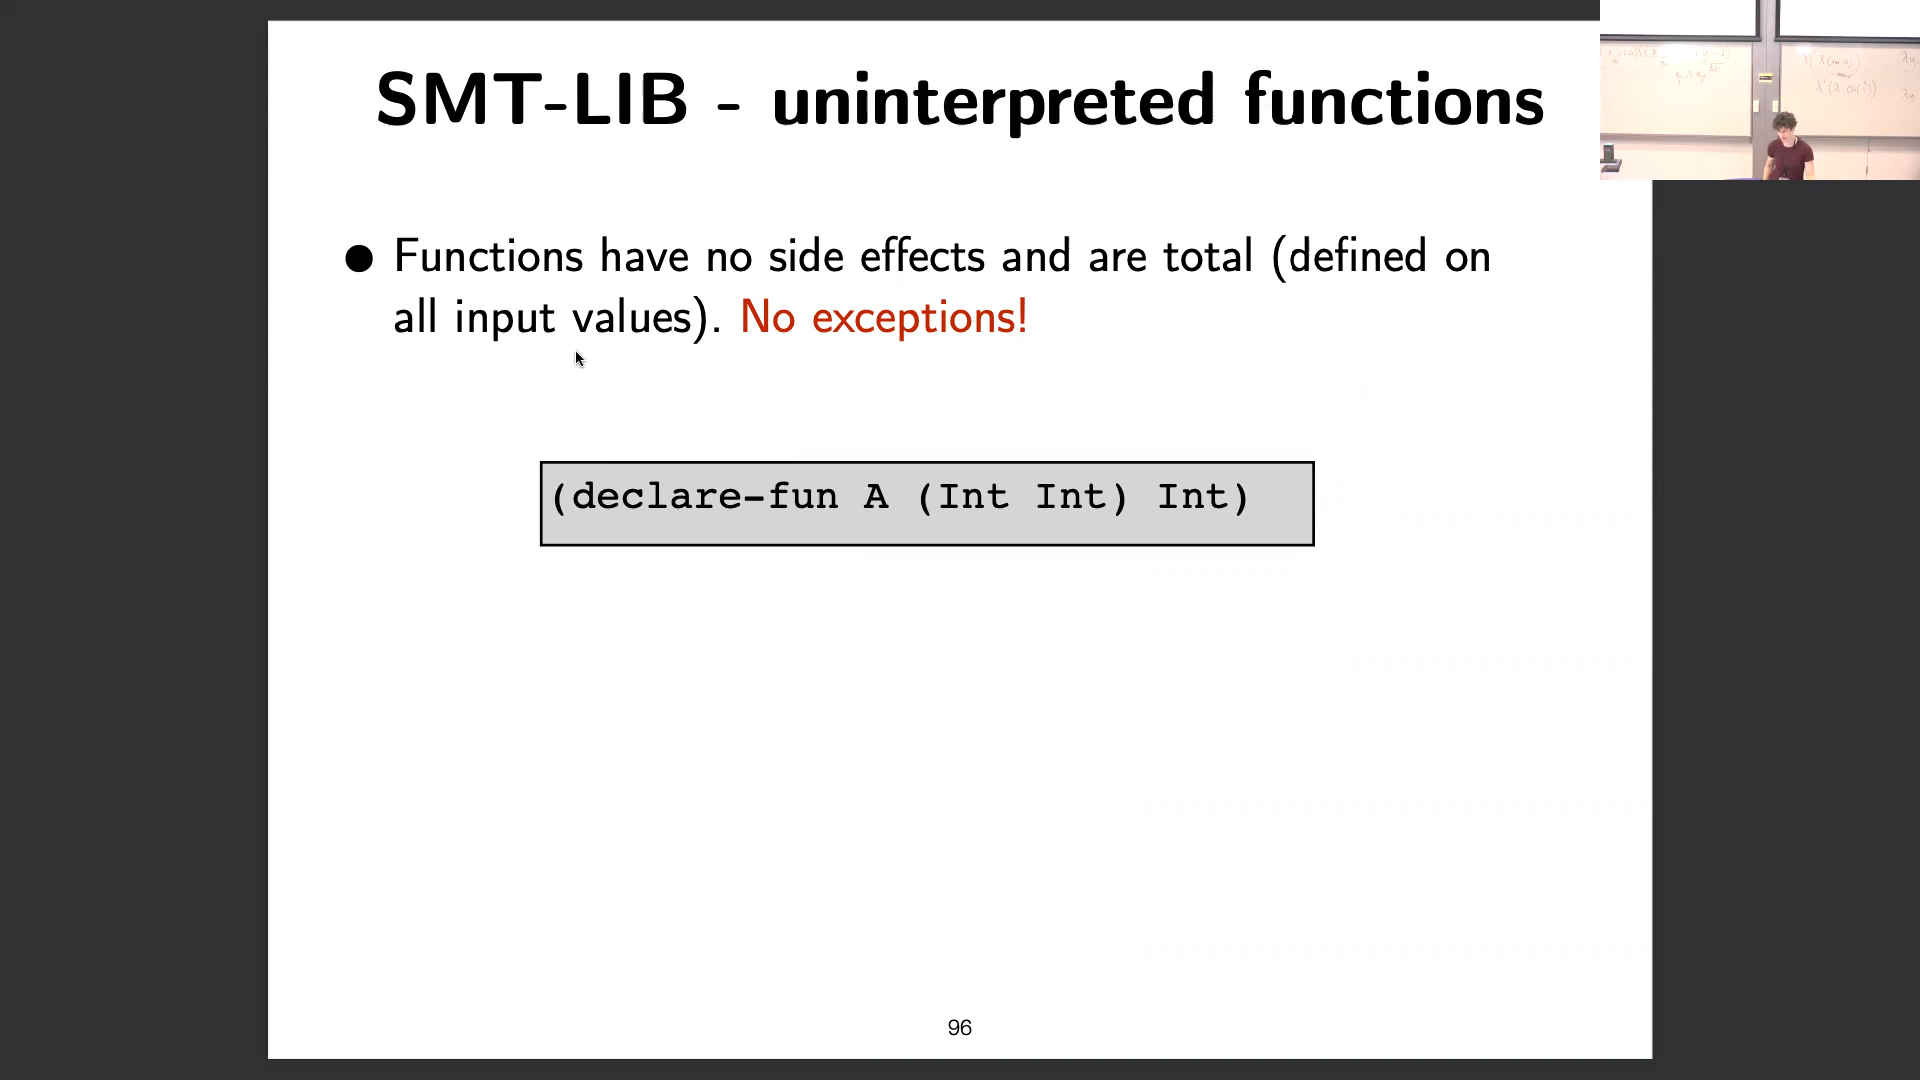 SMT-LIB - uninterpreted functions
● Functions have no side effects and are total (defined on
all input values). No exceptions!
(declare-fun A (Int Int) Int)
96